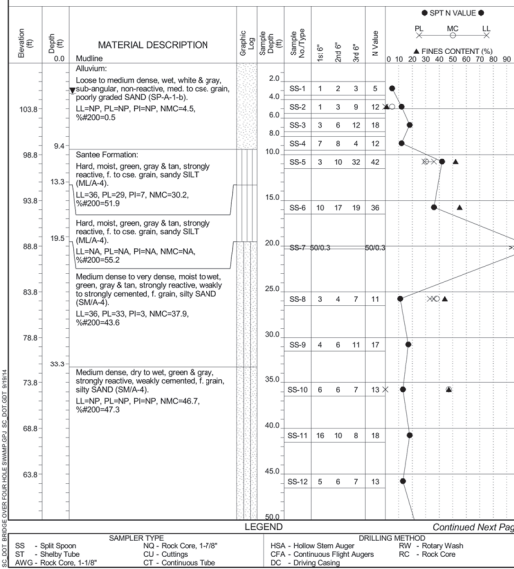 ● SPT N VALUE ●
PL MC LL
▲ FINES CONTENT (%)
0 10 20 30 40 50 60 70 80 90
Elevation (ft)
Depth (ft)
MATERIAL DESCRIPTION
Graphic Log
Sample Depth (ft)
Sample No./Type
1st 6"
2nd 6"
3rd 6"
N Value
0.0 Mudline
Alluvium:
Loose to medium dense, wet, white & gray,
sub-angular, non-reactive, med. to cse. grain,
poorly graded SAND (SP-A-1-b).
LL=NP, PL=NP, PI=NP, NMC=4.5,
%#200=0.5
9.4
Santee Formation:
Hard, moist, green, gray & tan, strongly
reactive, f. to cse. grain, sandy SILT
(ML/A-4).
13.3
LL=36, PL=29, PI=7, NMC=30.2,
%#200=51.9
Hard, moist, green, gray & tan, strongly
reactive, f. to cse. grain, sandy SILT
(ML/A-4).
19.5
LL=NA, PL=NA, PI=NA, NMC=NA,
%#200=55.2
Medium dense to very dense, moist to wet,
green, gray & tan, strongly reactive, weakly
to strongly cemented, f. grain, silty SAND
(SM/A-4).
LL=36, PL=33, PI=3, NMC=37.9,
%#200=43.6
33.3
Medium dense, dry to wet, green & gray,
strongly reactive, weakly cemented, f. grain,
silty SAND (SM/A-4).
LL=NP, PL=NP, PI=NP, NMC=46.7,
%#200=47.3
103.8
98.8
93.8
88.8
83.8
78.8
73.8
68.8
63.8
2.0
SS-1 1 2 3 5
4.0
SS-2 1 3 9 12
6.0
SS-3 3 6 12 18
8.0
SS-4 7 8 4 12
10.0
SS-5 3 10 32 42
15.0
SS-6 10 17 19 36
20.0
SS-7 50/0.3 50/0.3
25.0
SS-8 3 4 7 11
30.0
SS-9 4 6 11 17
35.0
SS-10 6 6 7 13
40.0
SS-11 16 10 8 18
45.0
SS-12 5 6 7 13
50.0
SC_DOT BRIDGE OVER FOUR HOLE SWAMP.GPJ SC_DOT.GDT 9/19/14
LEGEND
Continued Next Pag
SAMPLER TYPE
SS - Split Spoon NQ - Rock Core, 1-7/8"
ST - Shelby Tube CU - Cuttings
AWG - Rock Core, 1-1/8" CT - Continuous Tube
DRILLING METHOD
HSA - Hollow Stem Auger RW - Rotary Wash
CFA - Continuous Flight Augers RC - Rock Core
DC - Driving Casing